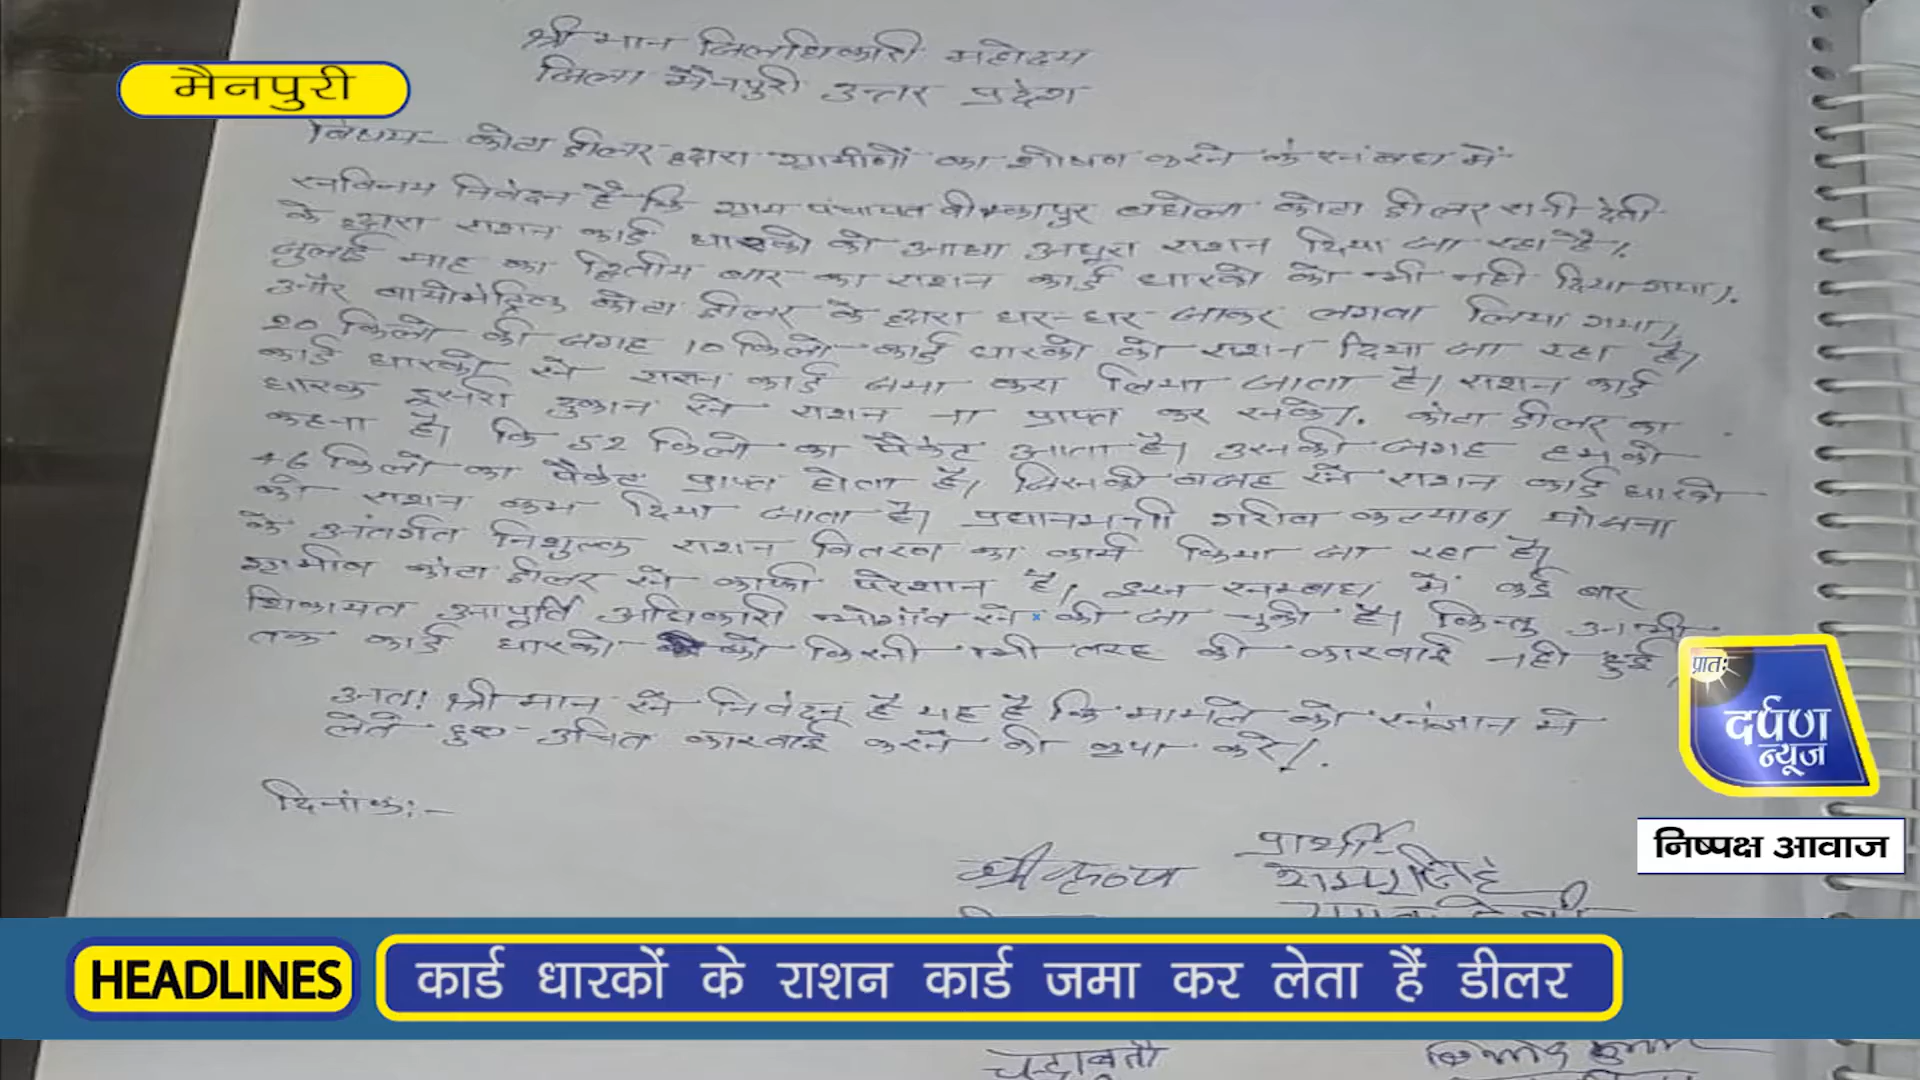 श्री मान जिलाधिकारी महोदय
जिला मैनपुरी उत्तर प्रदेश
मैनपुरी
विषय- कोटा डीलर द्वारा ग्रामीणों का शोषण करने के संबंध में
सविनय निवेदन है कि ग्राम पंचायत बघौला कोटा डीलर रानी देवी
के द्वारा राशन कार्ड धारको को आधा अधूरा राशन दिया जा रहा है।
जुलाई माह का द्वितीय बार का राशन कार्ड धारको को भी नही दिया गया।
और बायोमेट्रिक कोटा डीलर के द्वारा घर-घर जाकर लगवा लिया गया।
20 किलो की जगह 10 किलो कार्ड धारको को राशन दिया जा रहा है।
कार्ड धारको से राशन कार्ड जमा करा लिया जाता है। राशन कार्ड
धारक दूसरी दुकान से राशन ना प्राप्त कर सके। कोटा डीलर का
कहना है। कि 52 किलो का पैकेट आता है। उसकी जगह हमको
46 किलो का पैकेट प्राप्त होता है। जिसकी वजह से राशन कार्ड धारको
को राशन कम दिया जाता है। प्रधानमन्त्री गरीब कल्याण योजना
के अंतर्गत निशुल्क राशन वितरण का कार्य किया जा रहा है।
ग्रामीण कोटा डीलर से काफी परेशान है। इस सम्बंध में कई बार
शिकायत आपूर्ति अधिकारी से की जा चुकी है। किन्तु अभी
तक कार्ड धारको को किसी भी तरह की कारवाई नही हुई
अतः श्री मान से निवेदन है यह है कि मामले को संज्ञान मे
लेते हुए उचित कारवाई करने की कृपा करे।
दिनांक:-
प्रातः
दर्पण
न्यूज
निष्पक्ष आवाज
प्रार्थी-
श्रीकृष्ण
HEADLINES
कार्ड धारकों के राशन कार्ड जमा कर लेता हैं डीलर
चन्द्रावती